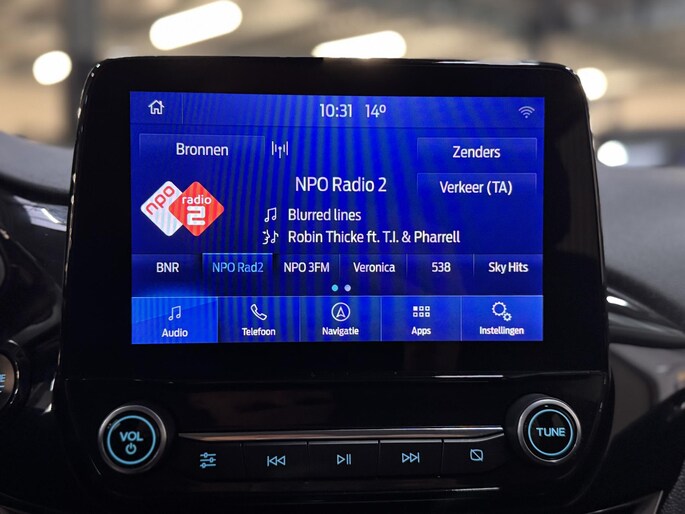 10:31 14º
Bronnen
Zenders
NPO Radio 2
Verkeer (TA)
npo
radio
2
Blurred lines
Robin Thicke ft. T.I. & Pharrell
BNR NPO Rad2 NPO 3FM Veronica 538 Sky Hits
Audio Telefoon Navigatie Apps Instellingen
VOL
TUNE